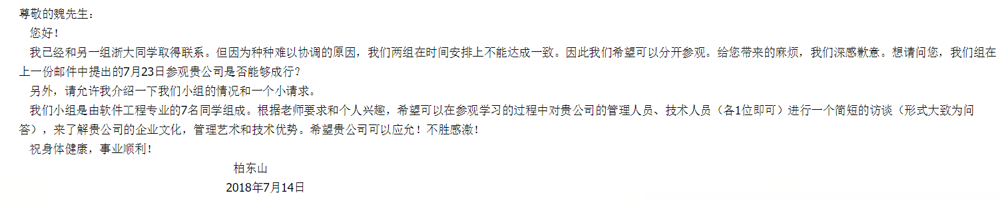 尊敬的魏先生：
您好！
我已经和另一组浙大同学取得联系。但因为种种难以协调的原因，我们两组在时间安排上不能达成一致。因此我们希望可以分开参观。给您带来的麻烦，我们深感歉意。想请问您，我们组在
上一份邮件中提出的7月23日参观贵公司是否能够成行？
另外，请允许我介绍一下我们小组的情况和一个小请求。
我们小组是由软件工程专业的7名同学组成。根据老师要求和个人兴趣，希望可以在参观学习的过程中对贵公司的管理人员、技术人员（各1位即可）进行一个简短的访谈（形式大致为问
答），来了解贵公司的企业文化，管理艺术和技术优势。希望贵公司可以应允！不胜感激！
祝身体健康，事业顺利！
柏东山
2018年7月14日